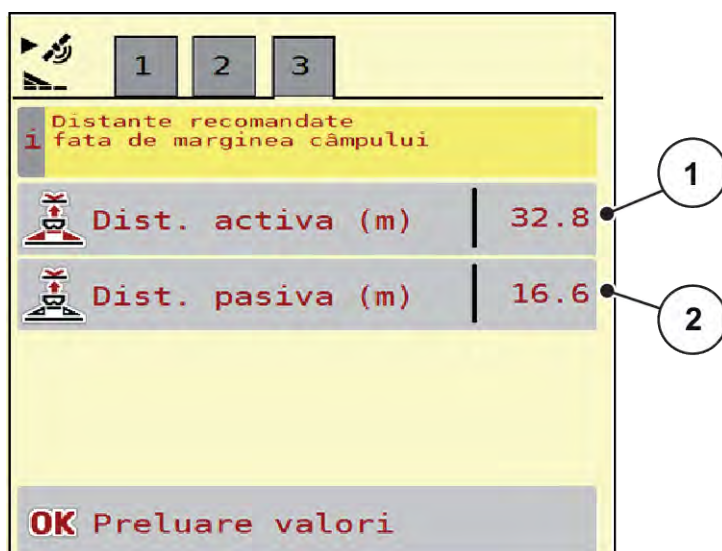 1 2 3
i Distante recomandate
fata de marginea câmpului
Dist. activa (m) 32.8
1
Dist. pasiva (m) 16.6
2
OK Preluare valori